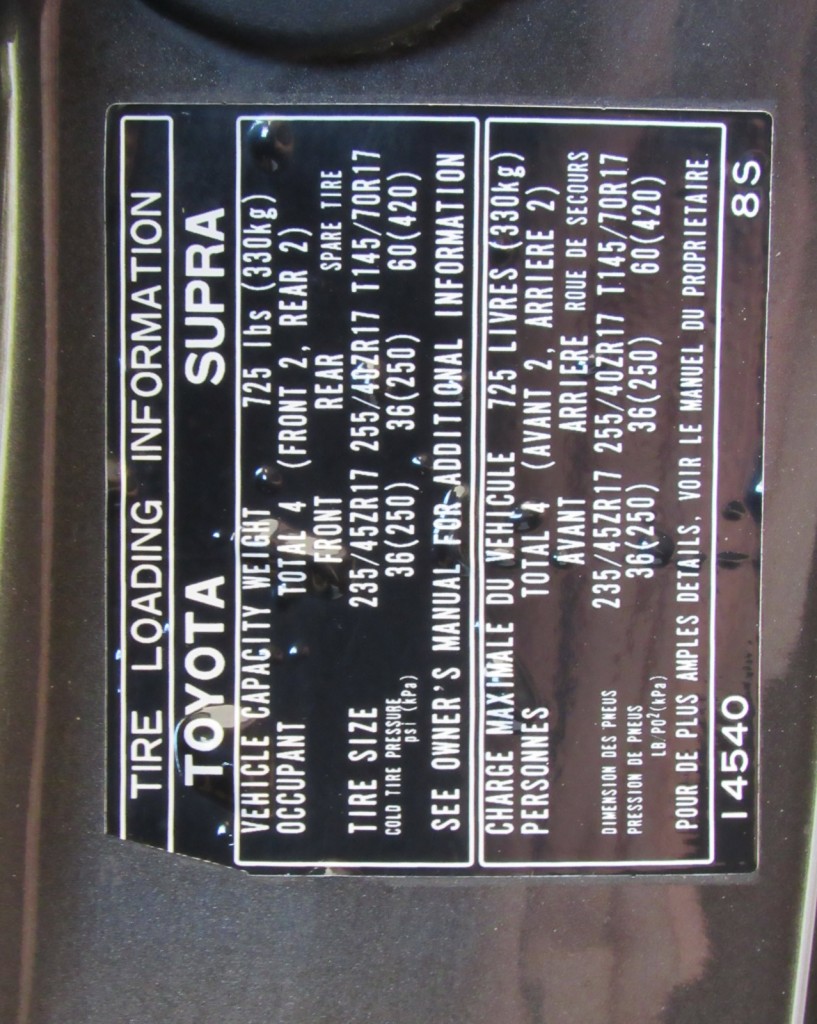 TIRE LOADING INFORMATION
TOYOTA SUPRA
VEHICLE CAPACITY WEIGHT 725 lbs (330kg)
OCCUPANT TOTAL 4 (FRONT 2, REAR 2)
FRONT REAR SPARE TIRE
TIRE SIZE 235/45ZR17 255/40ZR17 T145/70R17
COLD TIRE PRESSURE psi (kPa) 36(250) 36(250) 60(420)
SEE OWNER'S MANUAL FOR ADDITIONAL INFORMATION
CHARGE MAXIMALE DU VEHICULE 725 LIVRES (330kg)
PERSONNES TOTAL 4 (AVANT 2, ARRIERE 2)
AVANT ARRIERE ROUE DE SECOURS
DIMENSION DES PNEUS 235/45ZR17 255/40ZR17 T145/70R17
PRESSION DE PNEUS LB/PO²(kPa) 36(250) 36(250) 60(420)
POUR DE PLUS AMPLES DETAILS, VOIR LE MANUEL DU PROPRIETAIRE.
14540 8S